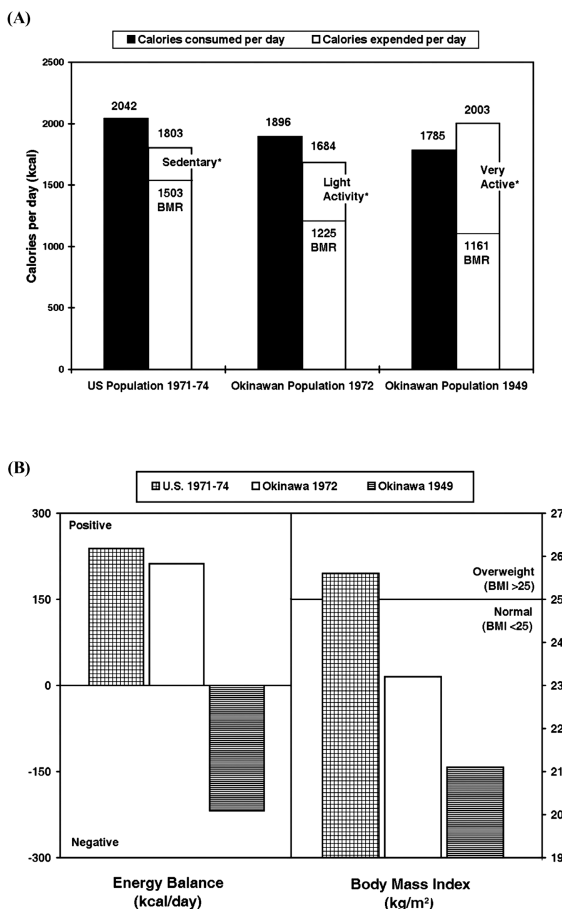 (A)
Calories consumed per day Calories expended per day
2500
2000
1500
1000
500
0
Calories per day (kcal)
2042
1803
Sedentary*
1503
BMR
1896
1684
Light
Activity*
1225
BMR
1785
2003
Very
Active*
1161
BMR
US Population 1971-74 Okinawan Population 1972 Okinawan Population 1949
(B)
U.S. 1971-74 Okinawa 1972 Okinawa 1949
300
150
0
-150
-300
Positive
Negative
Overweight
(BMI >25)
Normal
(BMI <25)
27
26
25
24
23
22
21
20
19
Energy Balance
(kcal/day)
Body Mass Index
(kg/m²)